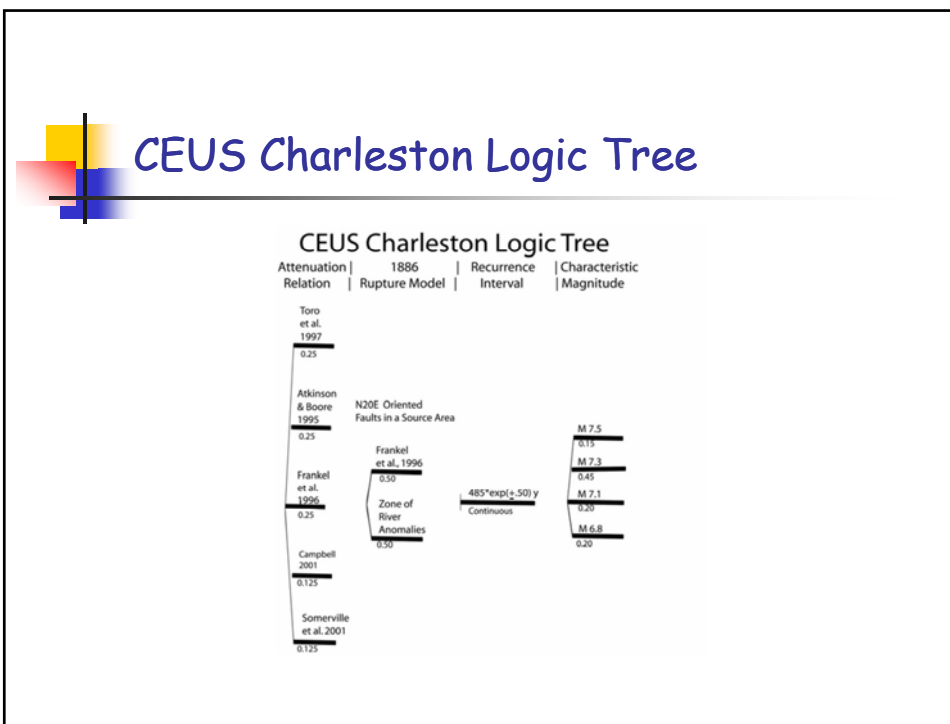 CEUS Charleston Logic Tree
CEUS Charleston Logic Tree
Attenuation | 1886 | Recurrence | Characteristic
Relation | Rupture Model | Interval | Magnitude
Toro
et al.
1997
0.25
Atkinson
& Boore
1995
0.25
Frankel
et al.
1996
0.25
Campbell
2001
0.125
Somerville
et al. 2001
0.125
N20E Oriented
Faults in a Source Area
Frankel
et al., 1996
0.50
Zone of
River
Anomalies
0.50
485*exp(±.50) y
Continuous
M 7.5
0.15
M 7.3
0.45
M 7.1
0.20
M 6.8
0.20